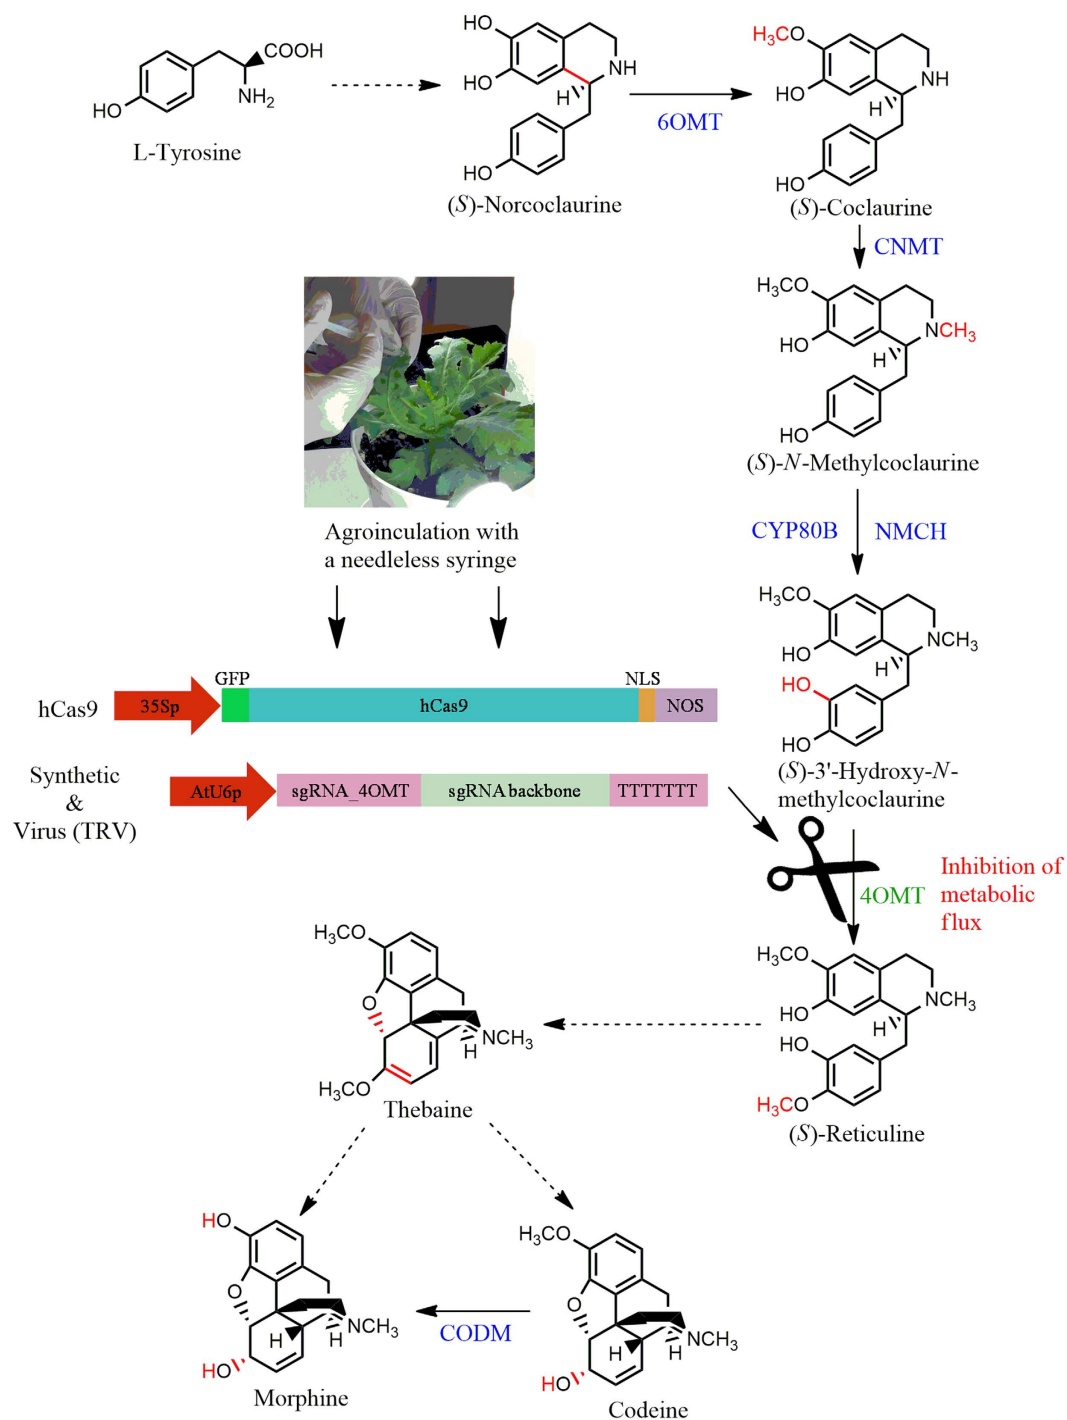 HO
COOH
NH₂
L-Tyrosine
HO
HO
NH
H
HO
(S)-Norcoclaurine
6OMT
H₃CO
HO
NH
H
HO
(S)-Coclaurine
CNMT
H₃CO
HO
NCH₃
H
HO
(S)-N-Methylcoclaurine
CYP80B
NMCH
Agroinculation with
a needleless syringe
H₃CO
HO
NCH₃
H
HO
HO
(S)-3'-Hydroxy-N-
methylcoclaurine
GFP
NLS
hCas9
35Sp
hCas9
NOS
Synthetic
&
Virus (TRV)
AtU6p
sgRNA_4OMT
sgRNA backbone
TTTTTTT
4OMT
Inhibition of
metabolic
flux
H₃CO
HO
NCH₃
H
HO
H₃CO
(S)-Reticuline
H₃CO
O
NCH₃
H
H₃CO
Thebaine
HO
O
NCH₃
H
H
HO
Morphine
CODM
H₃CO
O
NCH₃
H
H
HO
Codeine